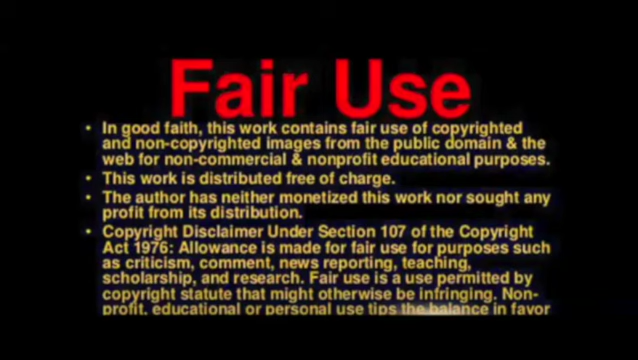 Fair Use
• In good faith, this work contains fair use of copyrighted
and non-copyrighted images from the public domain & the
web for non-commercial & nonprofit educational purposes.
• This work is distributed free of charge.
• The author has neither monetized this work nor sought any
profit from its distribution.
• Copyright Disclaimer Under Section 107 of the Copyright
Act 1976: Allowance is made for fair use for purposes such
as criticism, comment, news reporting, teaching,
scholarship, and research. Fair use is a use permitted by
copyright statute that might otherwise be infringing. Non-
profit, educational or personal use tips the balance in favor